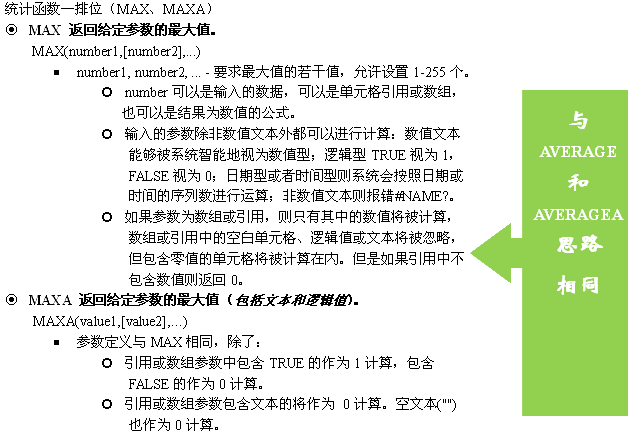 统计函数一排位（MAX、MAXA）
MAX 返回给定参数的最大值。
MAX(number1,[number2],...)
number1, number2, ... - 要求最大值的若干值，允许设置 1-255 个。
number 可以是输入的数据，可以是单元格引用或数组，
也可以是结果为数值的公式。
输入的参数除非数值文本外都可以进行计算：数值文本
能够被系统智能地视为数值型；逻辑型 TRUE 视为 1，
FALSE 视为 0；日期型或者时间型则系统会按照日期或
时间的序列数进行运算；非数值文本则报错#NAME?。
如果参数为数组或引用，则只有其中的数值将被计算，
数组或引用中的空白单元格、逻辑值或文本将被忽略，
但包含零值的单元格将被计算在内。但是如果引用中不
包含数值则返回 0。
MAXA 返回给定参数的最大值（包括文本和逻辑值）。
MAXA(value1,[value2],...)
参数定义与 MAX 相同，除了：
引用或数组参数中包含 TRUE 的作为 1 计算，包含
FALSE 的作为 0 计算。
引用或数组参数包含文本的将作为 0 计算。空文本("")
也作为 0 计算。
与
AVERAGE
和
AVERAGEA
思路
相同